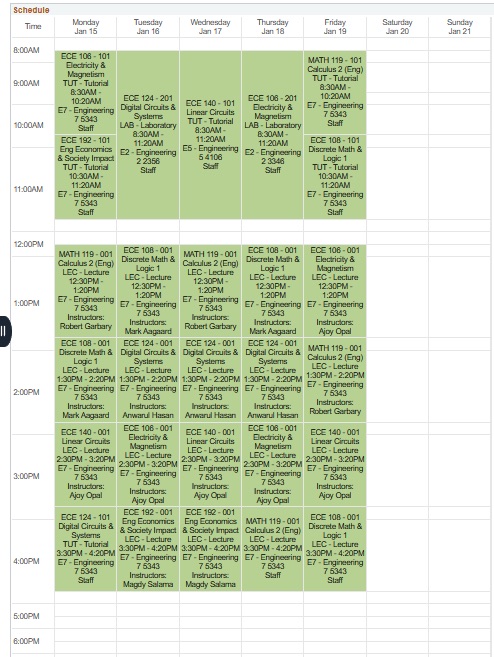 Schedule
Time
Monday
Jan 15
Tuesday
Jan 16
Wednesday
Jan 17
Thursday
Jan 18
Friday
Jan 19
Saturday
Jan 20
Sunday
Jan 21
8:00AM
9:00AM
10:00AM
11:00AM
12:00PM
1:00PM
2:00PM
3:00PM
4:00PM
5:00PM
6:00PM
ECE 106 - 101
Electricity &
Magnetism
TUT - Tutorial
8:30AM -
10:20AM
E7 - Engineering
7 5343
Staff
ECE 192 - 101
Eng Economics
& Society Impact
TUT - Tutorial
10:30AM -
11:20AM
E7 - Engineering
7 5343
Staff
MATH 119 - 001
Calculus 2 (Eng)
LEC - Lecture
12:30PM -
1:20PM
E7 - Engineering
7 5343
Instructors:
Robert Garbary
ECE 108 - 001
Discrete Math &
Logic 1
LEC - Lecture
1:30PM - 2:20PM
E7 - Engineering
7 5343
Instructors:
Mark Aagaard
ECE 140 - 001
Linear Circuits
LEC - Lecture
2:30PM - 3:20PM
E7 - Engineering
7 5343
Instructors:
Ajoy Opal
ECE 124 - 101
Digital Circuits &
Systems
TUT - Tutorial
3:30PM - 4:20PM
E7 - Engineering
7 5343
Staff
ECE 124 - 201
Digital Circuits &
Systems
LAB - Laboratory
8:30AM -
11:20AM
E2 - Engineering
2 2356
Staff
ECE 108 - 001
Discrete Math &
Logic 1
LEC - Lecture
12:30PM -
1:20PM
E7 - Engineering
7 5343
Instructors:
Mark Aagaard
ECE 124 - 001
Digital Circuits &
Systems
LEC - Lecture
1:30PM - 2:20PM
E7 - Engineering
7 5343
Instructors:
Anwarul Hasan
ECE 106 - 001
Electricity &
Magnetism
LEC - Lecture
2:30PM - 3:20PM
E7 - Engineering
7 5343
Instructors:
Ajoy Opal
ECE 192 - 001
Eng Economics
& Society Impact
LEC - Lecture
3:30PM - 4:20PM
E7 - Engineering
7 5343
Instructors:
Magdy Salama
ECE 140 - 101
Linear Circuits
TUT - Tutorial
8:30AM -
11:20AM
E5 - Engineering
5 4106
Staff
MATH 119 - 001
Calculus 2 (Eng)
LEC - Lecture
12:30PM -
1:20PM
E7 - Engineering
7 5343
Instructors:
Robert Garbary
ECE 124 - 001
Digital Circuits &
Systems
LEC - Lecture
1:30PM - 2:20PM
E7 - Engineering
7 5343
Instructors:
Anwarul Hasan
ECE 140 - 001
Linear Circuits
LEC - Lecture
2:30PM - 3:20PM
E7 - Engineering
7 5343
Instructors:
Ajoy Opal
ECE 192 - 001
Eng Economics
& Society Impact
LEC - Lecture
3:30PM - 4:20PM
E7 - Engineering
7 5343
Instructors:
Magdy Salama
ECE 106 - 201
Electricity &
Magnetism
LAB - Laboratory
8:30AM -
11:20AM
E2 - Engineering
2 3346
Staff
ECE 108 - 001
Discrete Math &
Logic 1
LEC - Lecture
12:30PM -
1:20PM
E7 - Engineering
7 5343
Instructors:
Mark Aagaard
ECE 124 - 001
Digital Circuits &
Systems
LEC - Lecture
1:30PM - 2:20PM
E7 - Engineering
7 5343
Instructors:
Anwarul Hasan
ECE 106 - 001
Electricity &
Magnetism
LEC - Lecture
2:30PM - 3:20PM
E7 - Engineering
7 5343
Instructors:
Ajoy Opal
MATH 119 - 001
Calculus 2 (Eng)
LEC - Lecture
3:30PM - 4:20PM
E7 - Engineering
7 5343
Staff
MATH 119 - 101
Calculus 2 (Eng)
TUT - Tutorial
8:30AM -
10:20AM
E7 - Engineering
7 5343
Staff
ECE 108 - 101
Discrete Math &
Logic 1
TUT - Tutorial
10:30AM -
11:20AM
E7 - Engineering
7 5343
Staff
ECE 106 - 001
Electricity &
Magnetism
LEC - Lecture
12:30PM -
1:20PM
E7 - Engineering
7 5343
Instructors:
Ajoy Opal
MATH 119 - 001
Calculus 2 (Eng)
LEC - Lecture
1:30PM - 2:20PM
E7 - Engineering
7 5343
Instructors:
Robert Garbary
ECE 140 - 001
Linear Circuits
LEC - Lecture
2:30PM - 3:20PM
E7 - Engineering
7 5343
Instructors:
Ajoy Opal
ECE 108 - 001
Discrete Math &
Logic 1
LEC - Lecture
3:30PM - 4:20PM
E7 - Engineering
7 5343
Staff